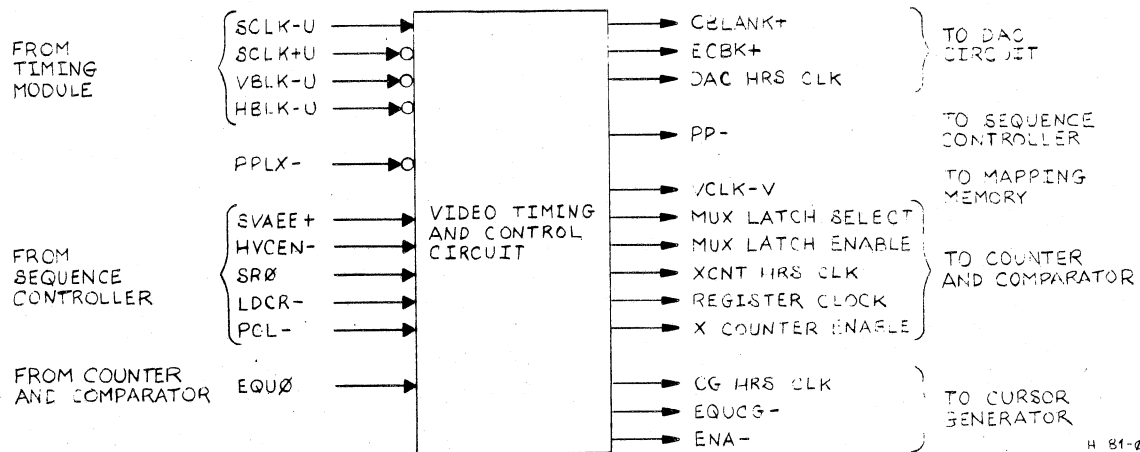 FROM
TIMING
MODULE
SCLK-U
SCLK+U
VBLK-U
HBLK-U
PPLX-
FROM
SEQUENCE
CONTROLLER
SVAEE+
HVCEN-
SRØ
LDCR-
PCL-
FROM COUNTER
AND COMPARATOR
EQUØ
VIDEO TIMING
AND CONTROL
CIRCUIT
CBLANK+
ECBK+
DAC HRS CLK
TO DAC
CIRCUIT
PP-
TO SEQUENCE
CONTROLLER
VCLK-V
TO MAPPING
MEMORY
MUX LATCH SELECT
MUX LATCH ENABLE
XCNT HRS CLK
REGISTER CLOCK
X COUNTER ENABLE
TO COUNTER
AND COMPARATOR
CG HRS CLK
EQUCG-
ENA-
TO CURSOR
GENERATOR